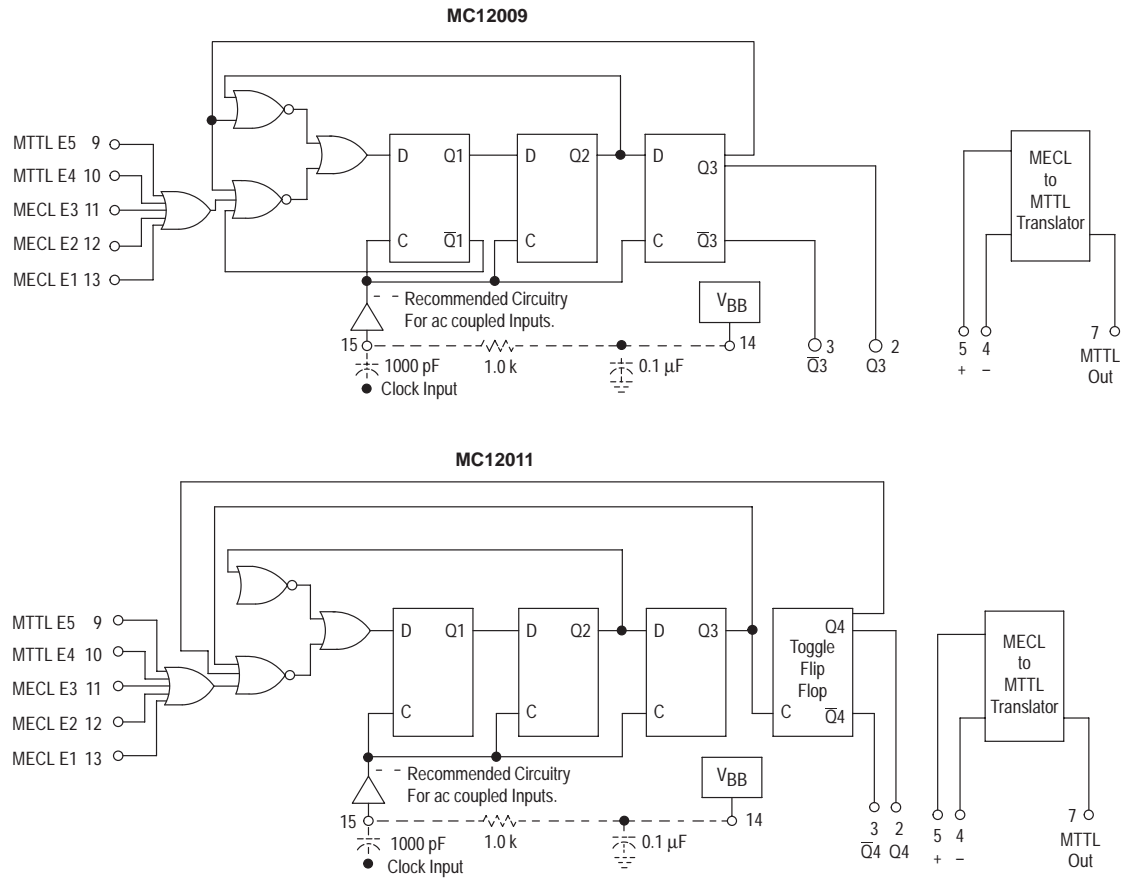 MC12009
MTTL E5 9
MTTL E4 10
MECL E3 11
MECL E2 12
MECL E1 13
D Q1
C Q̅1
D Q2
C
D Q3
C Q̅3
MECL
to
MTTL
Translator
Recommended Circuitry
For ac coupled Inputs.
VBB
15
1000 pF
1.0 k
0.1 µF
14
Clock Input
3
Q̅3
2
Q3
5
+
4
–
7
MTTL
Out
MC12011
MTTL E5 9
MTTL E4 10
MECL E3 11
MECL E2 12
MECL E1 13
D Q1
C
D Q2
C
D Q3
C
Q4
Toggle
Flip
Flop
C Q̅4
MECL
to
MTTL
Translator
Recommended Circuitry
For ac coupled Inputs.
VBB
15
1000 pF
1.0 k
0.1 µF
14
Clock Input
3
Q̅4
2
Q4
5
+
4
–
7
MTTL
Out